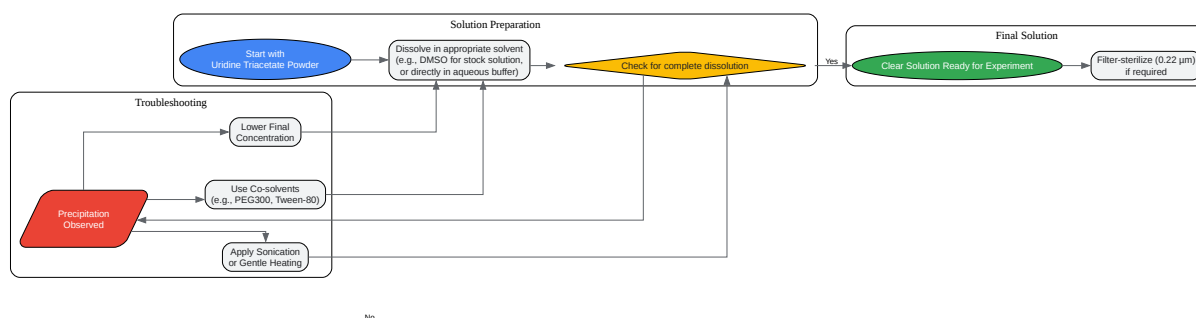 Solution Preparation
Start with
Uridine Triacetate Powder
Dissolve in appropriate solvent
(e.g., DMSO for stock solution,
or directly in aqueous buffer)
Check for complete dissolution
Yes
Final Solution
Clear Solution Ready for Experiment
Filter-sterilize (0.22 µm)
if required
Troubleshooting
Lower Final
Concentration
Use Co-solvents
(e.g., PEG300, Tween-80)
Precipitation
Observed
Apply Sonication
or Gentle Heating
No